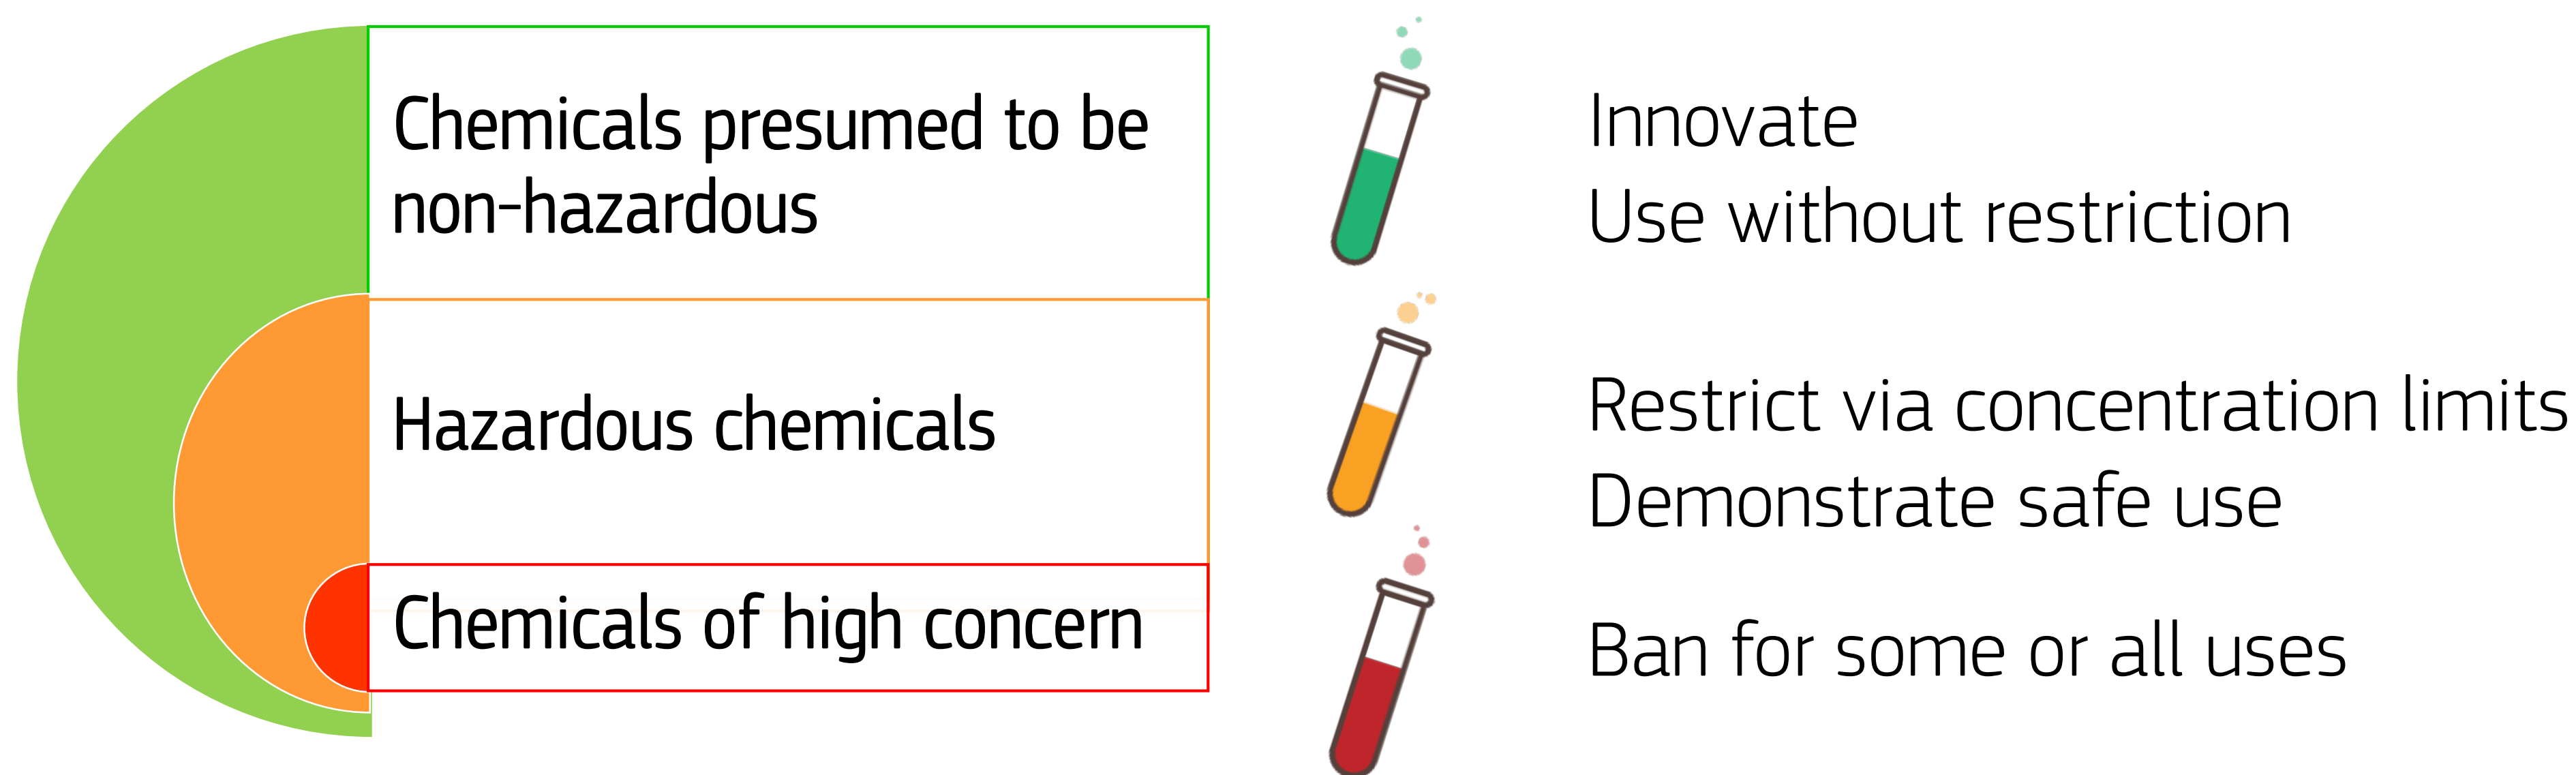 Chemicals presumed to be
non-hazardous
Innovate
Use without restriction
Hazardous chemicals
Restrict via concentration limits
Demonstrate safe use
Chemicals of high concern
Ban for some or all uses